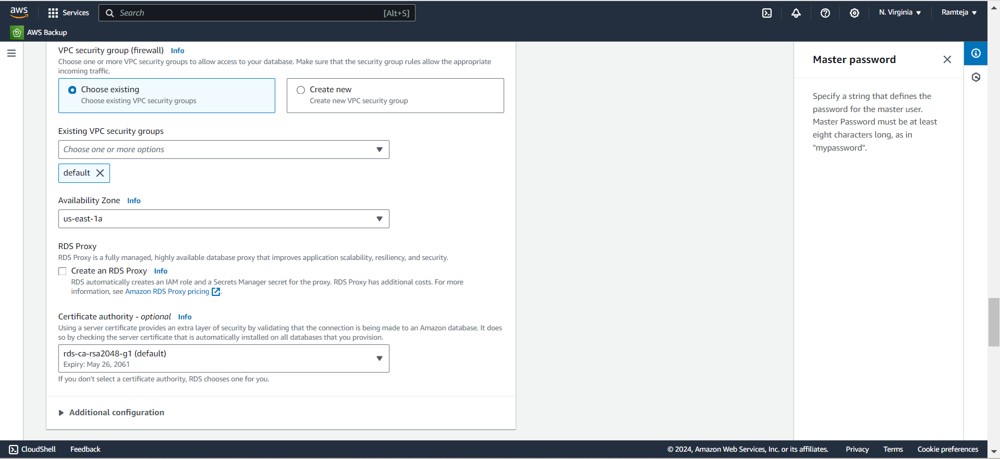 aws
Services
Search
[Alt+S]
N. Virginia
Ramteja
AWS Backup
VPC security group (firewall) Info
Choose one or more VPC security groups to allow access to your database. Make sure that the security group rules allow the appropriate
incoming traffic.
Choose existing
Choose existing VPC security groups
Create new
Create new VPC security group
Existing VPC security groups
Choose one or more options
default
Availability Zone Info
us-east-1a
RDS Proxy
RDS Proxy is a fully managed, highly available database proxy that improves application scalability, resiliency, and security.
Create an RDS Proxy Info
RDS automatically creates an IAM role and a Secrets Manager secret for the proxy. RDS Proxy has additional costs. For more
information, see Amazon RDS Proxy pricing.
Certificate authority - optional Info
Using a server certificate provides an extra layer of security by validating that the connection is being made to an Amazon database. It does
so by checking the server certificate that is automatically installed on all databases that you provision.
rds-ca-rsa2048-g1 (default)
Expiry: May 26, 2061
If you don't select a certificate authority, RDS chooses one for you.
Additional configuration
Master password
Specify a string that defines the
password for the master user.
Master Password must be at least
eight characters long, as in
"mypassword".
CloudShell
Feedback
© 2024, Amazon Web Services, Inc. or its affiliates.
Privacy
Terms
Cookie preferences